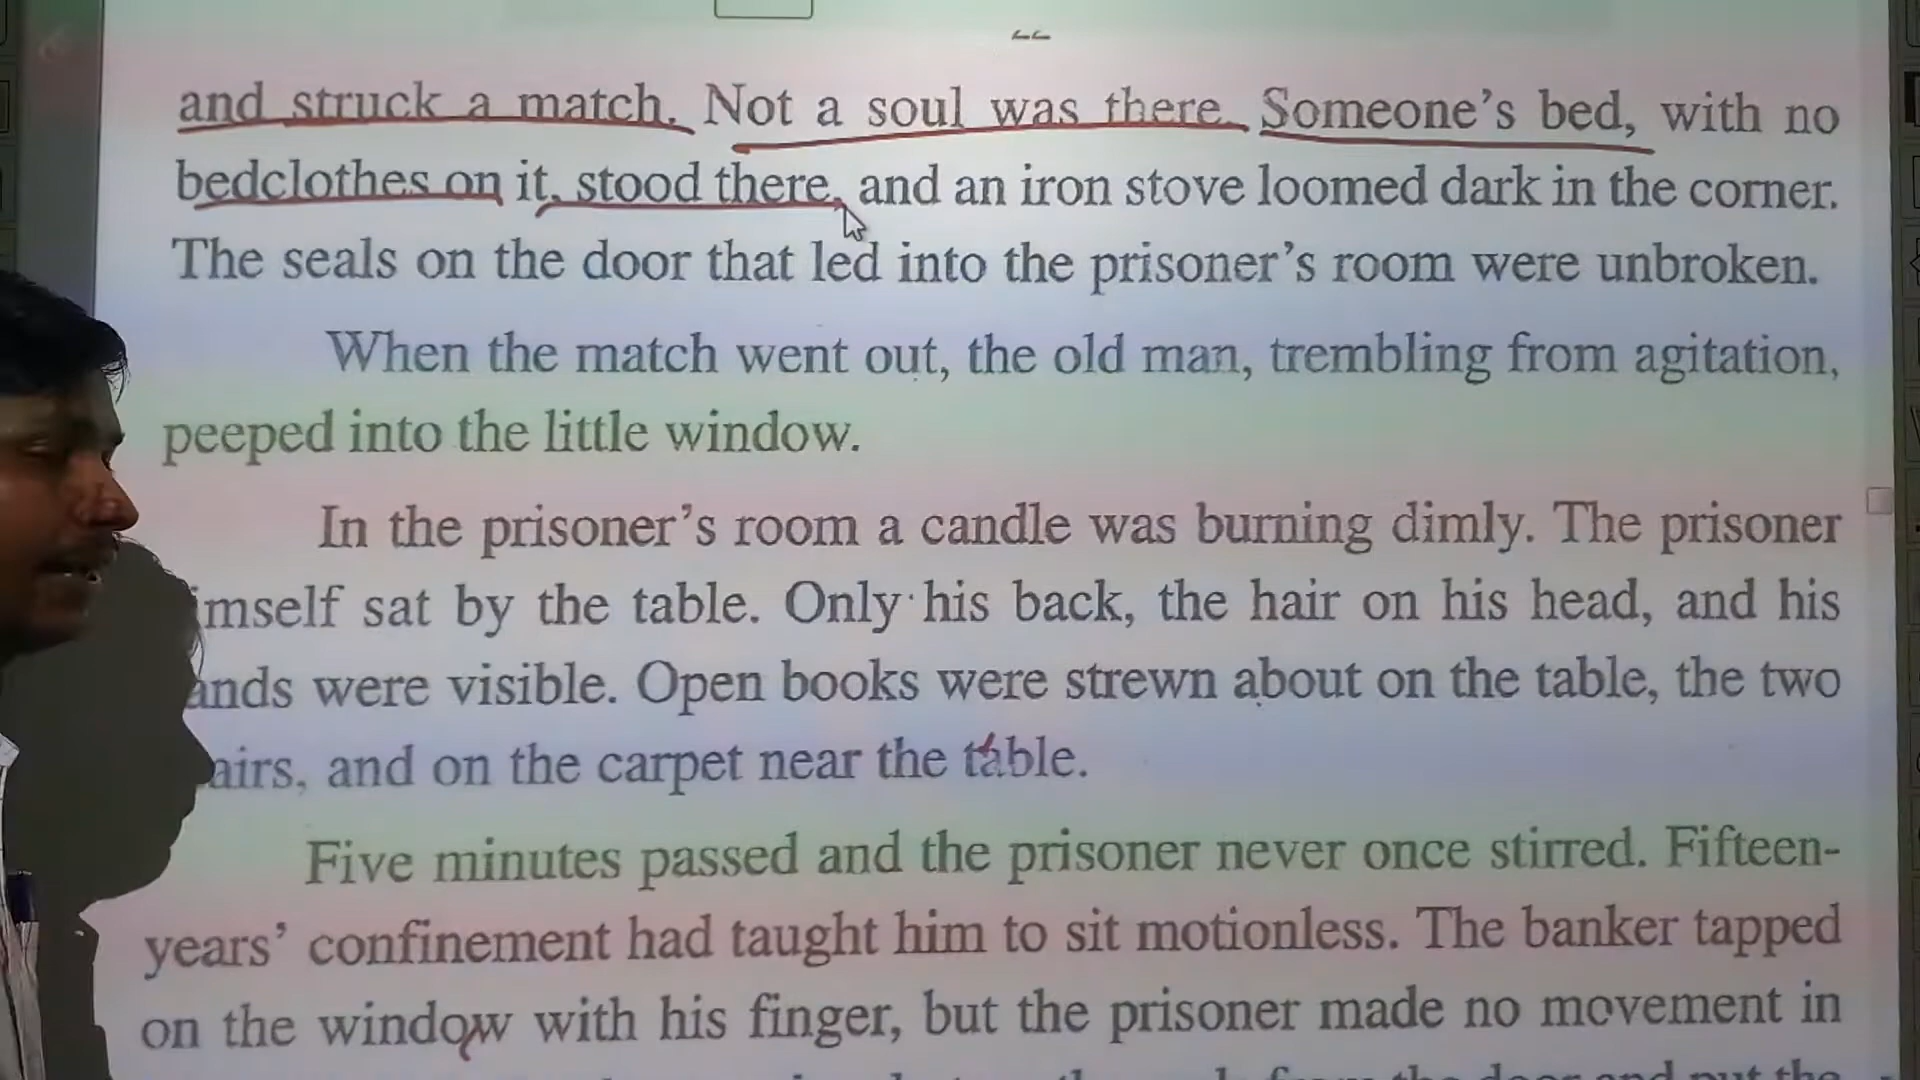 and struck a match. Not a soul was there. Someone's bed, with no
bedclothes on it, stood there, and an iron stove loomed dark in the corner.
The seals on the door that led into the prisoner's room were unbroken.
When the match went out, the old man, trembling from agitation,
peeped into the little window.
In the prisoner's room a candle was burning dimly. The prisoner
imself sat by the table. Only his back, the hair on his head, and his
ands were visible. Open books were strewn about on the table, the two
airs, and on the carpet near the table.
Five minutes passed and the prisoner never once stirred. Fifteen-
years' confinement had taught him to sit motionless. The banker tapped
on the window with his finger, but the prisoner made no movement in